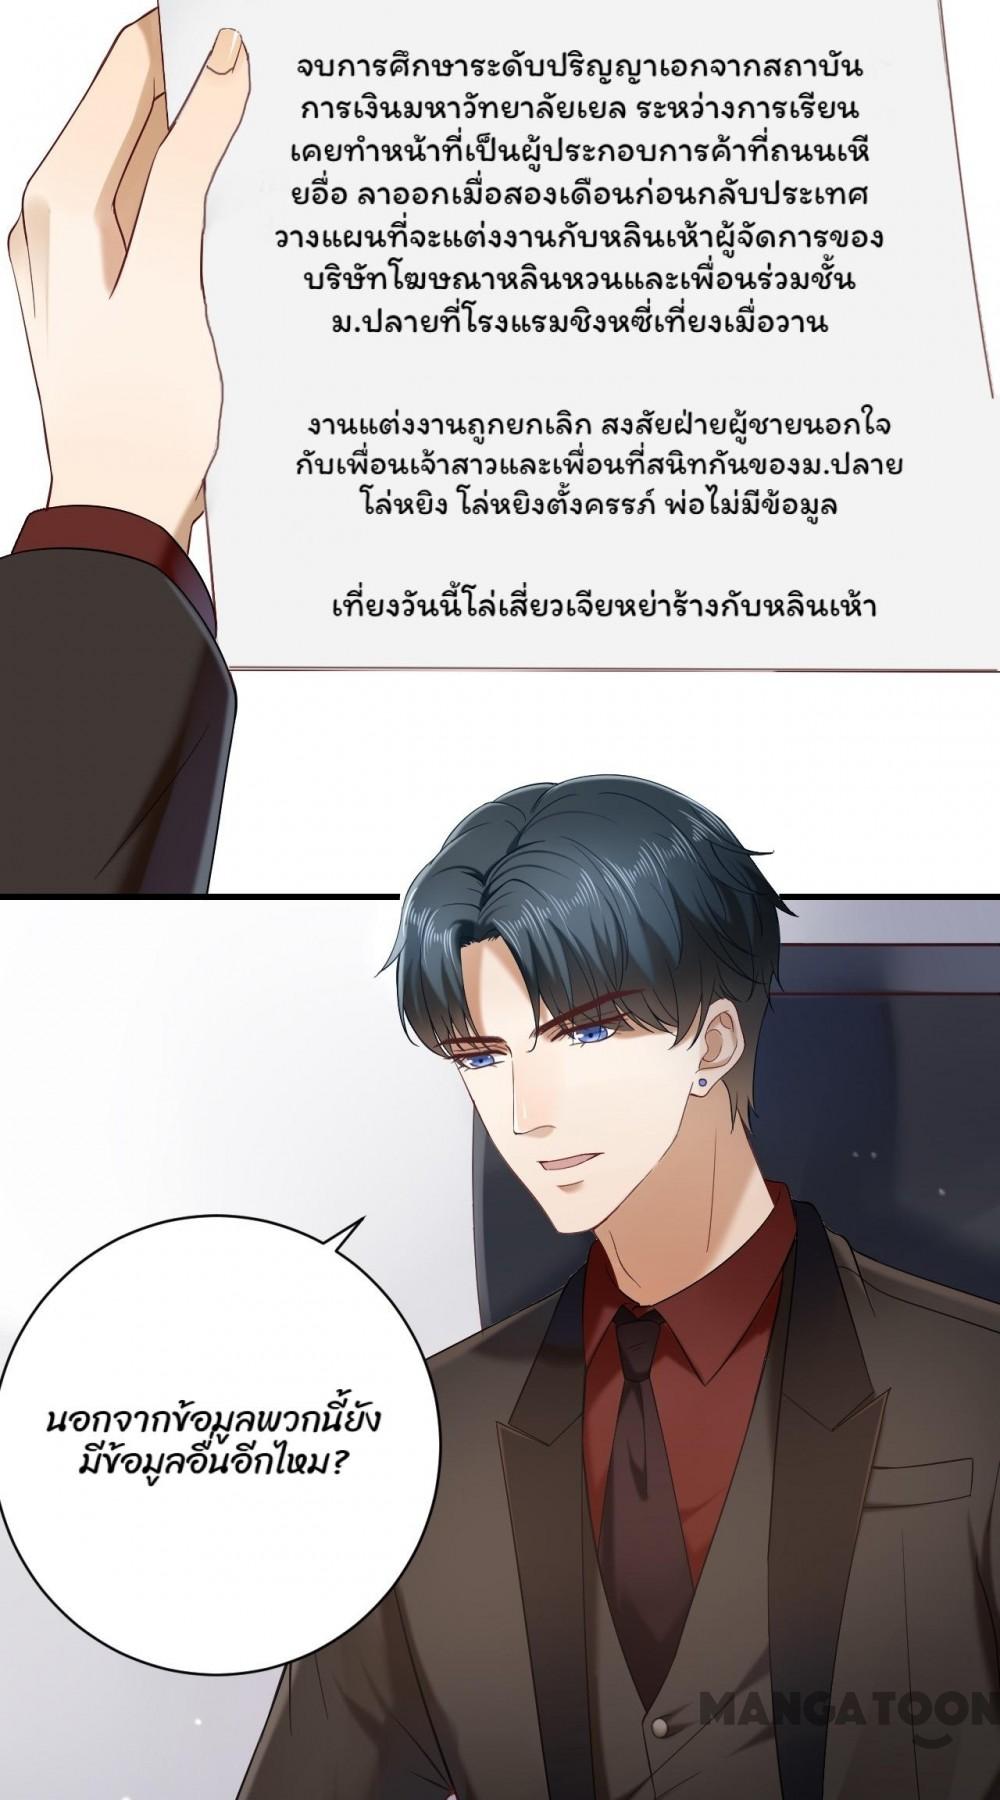 จบการศึกษาระดับปริญญาเอกจากสถาบัน
การเงินมหาวิทยาลัยเยล ระหว่างการเรียน
เคยทำหน้าที่เป็นผู้ประกอบการค้าที่ถนนเหี
ยอื่อ ลาออกเมื่อสองเดือนก่อนกลับประเทศ
วางแผนที่จะแต่งงานกับหลินเห้าผู้จัดการของ
บริษัทโฆษณาหลินหวนและเพื่อนร่วมชั้น
ม.ปลายที่โรงแรมชิงหซี่เที่ยงเมื่อวาน
งานแต่งงานถูกยกเลิก สงสัยฝ่ายผู้ชายนอกใจ
กับเพื่อนเจ้าสาวและเพื่อนที่สนิทกันของม.ปลาย
โล่หยิง โล่หยิงตั้งครรภ์ พ่อไม่มีข้อมูล
เที่ยงวันนี้โล่เสี่ยวเจียหย่าร้างกับหลินเห้า
นอกจากข้อมูลพวกนี้ยัง
มีข้อมูลอื่นอีกไหม?
MANGATOON